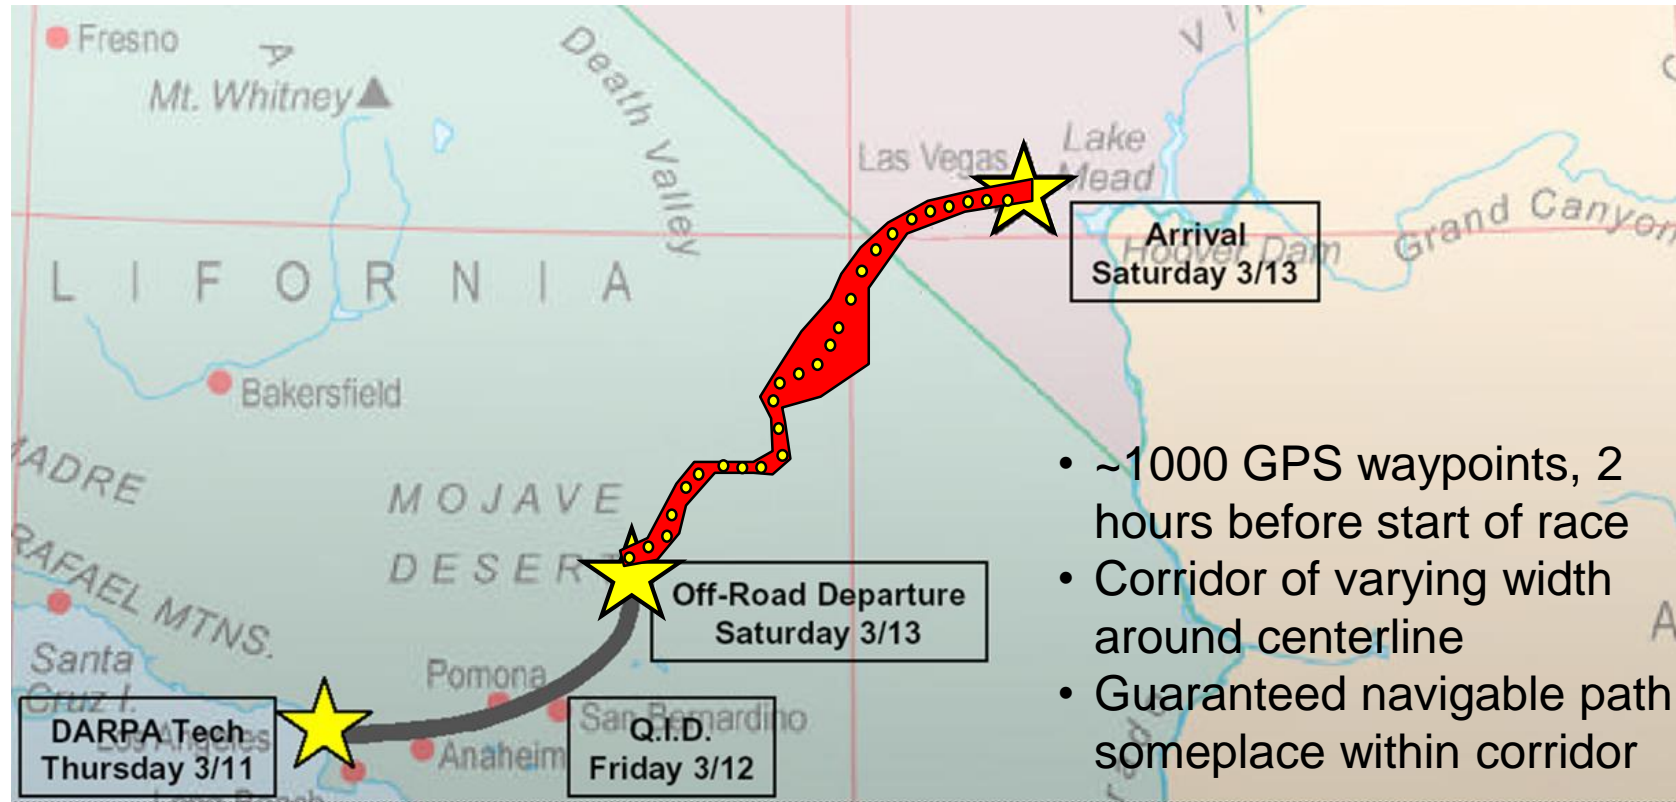 Fresno
A
Mt. Whitney
Death Valley
Las Vegas
Lake
Mead
Grand Canyon
Arrival
Saturday 3/13
Hoover Dam
L I F O R N I A
Bakersfield
MADRE
MOJAVE
DESERT
RAFAEL MTNS.
Off-Road Departure
Saturday 3/13
Santa
Cruz I.
Pomona
San Bernardino
Anaheim
Los Angeles
Long Beach
DARPA Tech
Thursday 3/11
Q.I.D.
Friday 3/12
• ~1000 GPS waypoints, 2
hours before start of race
• Corridor of varying width
around centerline
• Guaranteed navigable path
someplace within corridor
A